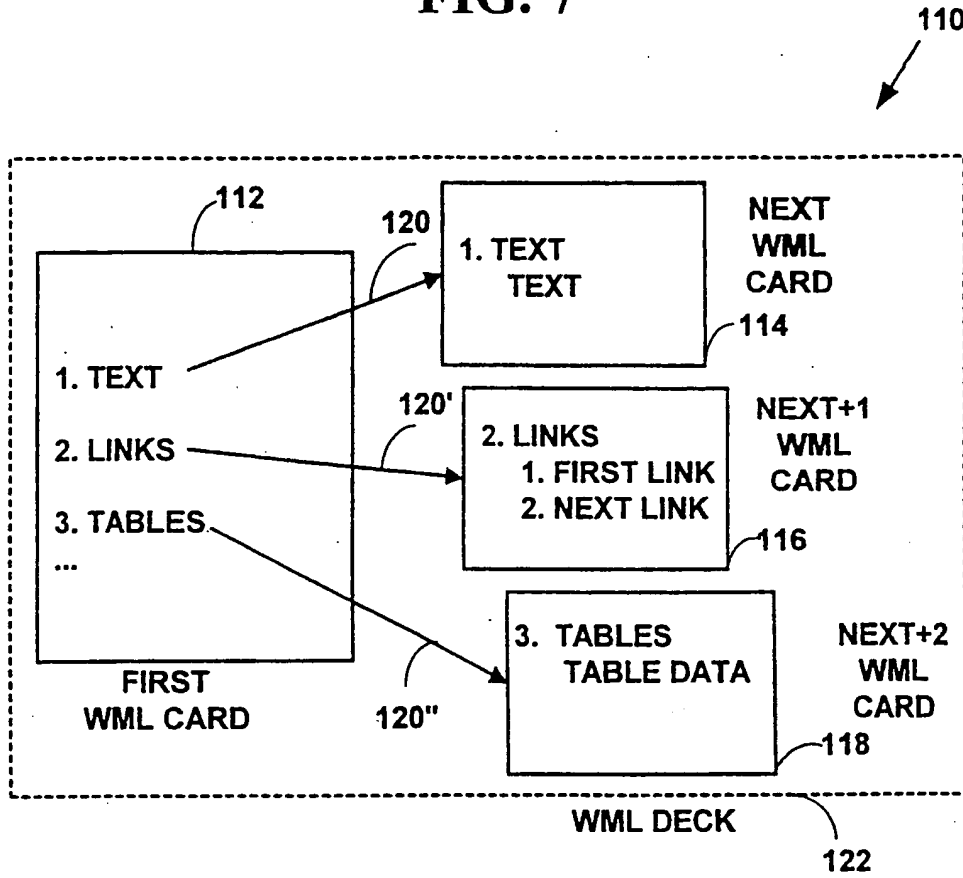 FIG. 7
110
112
120
1. TEXT
TEXT
NEXT
WML
CARD
114
1. TEXT
2. LINKS
3. TABLES
...
FIRST
WML CARD
120'
2. LINKS
1. FIRST LINK
2. NEXT LINK
NEXT+1
WML
CARD
116
120"
3. TABLES
TABLE DATA
NEXT+2
WML
CARD
118
WML DECK
122